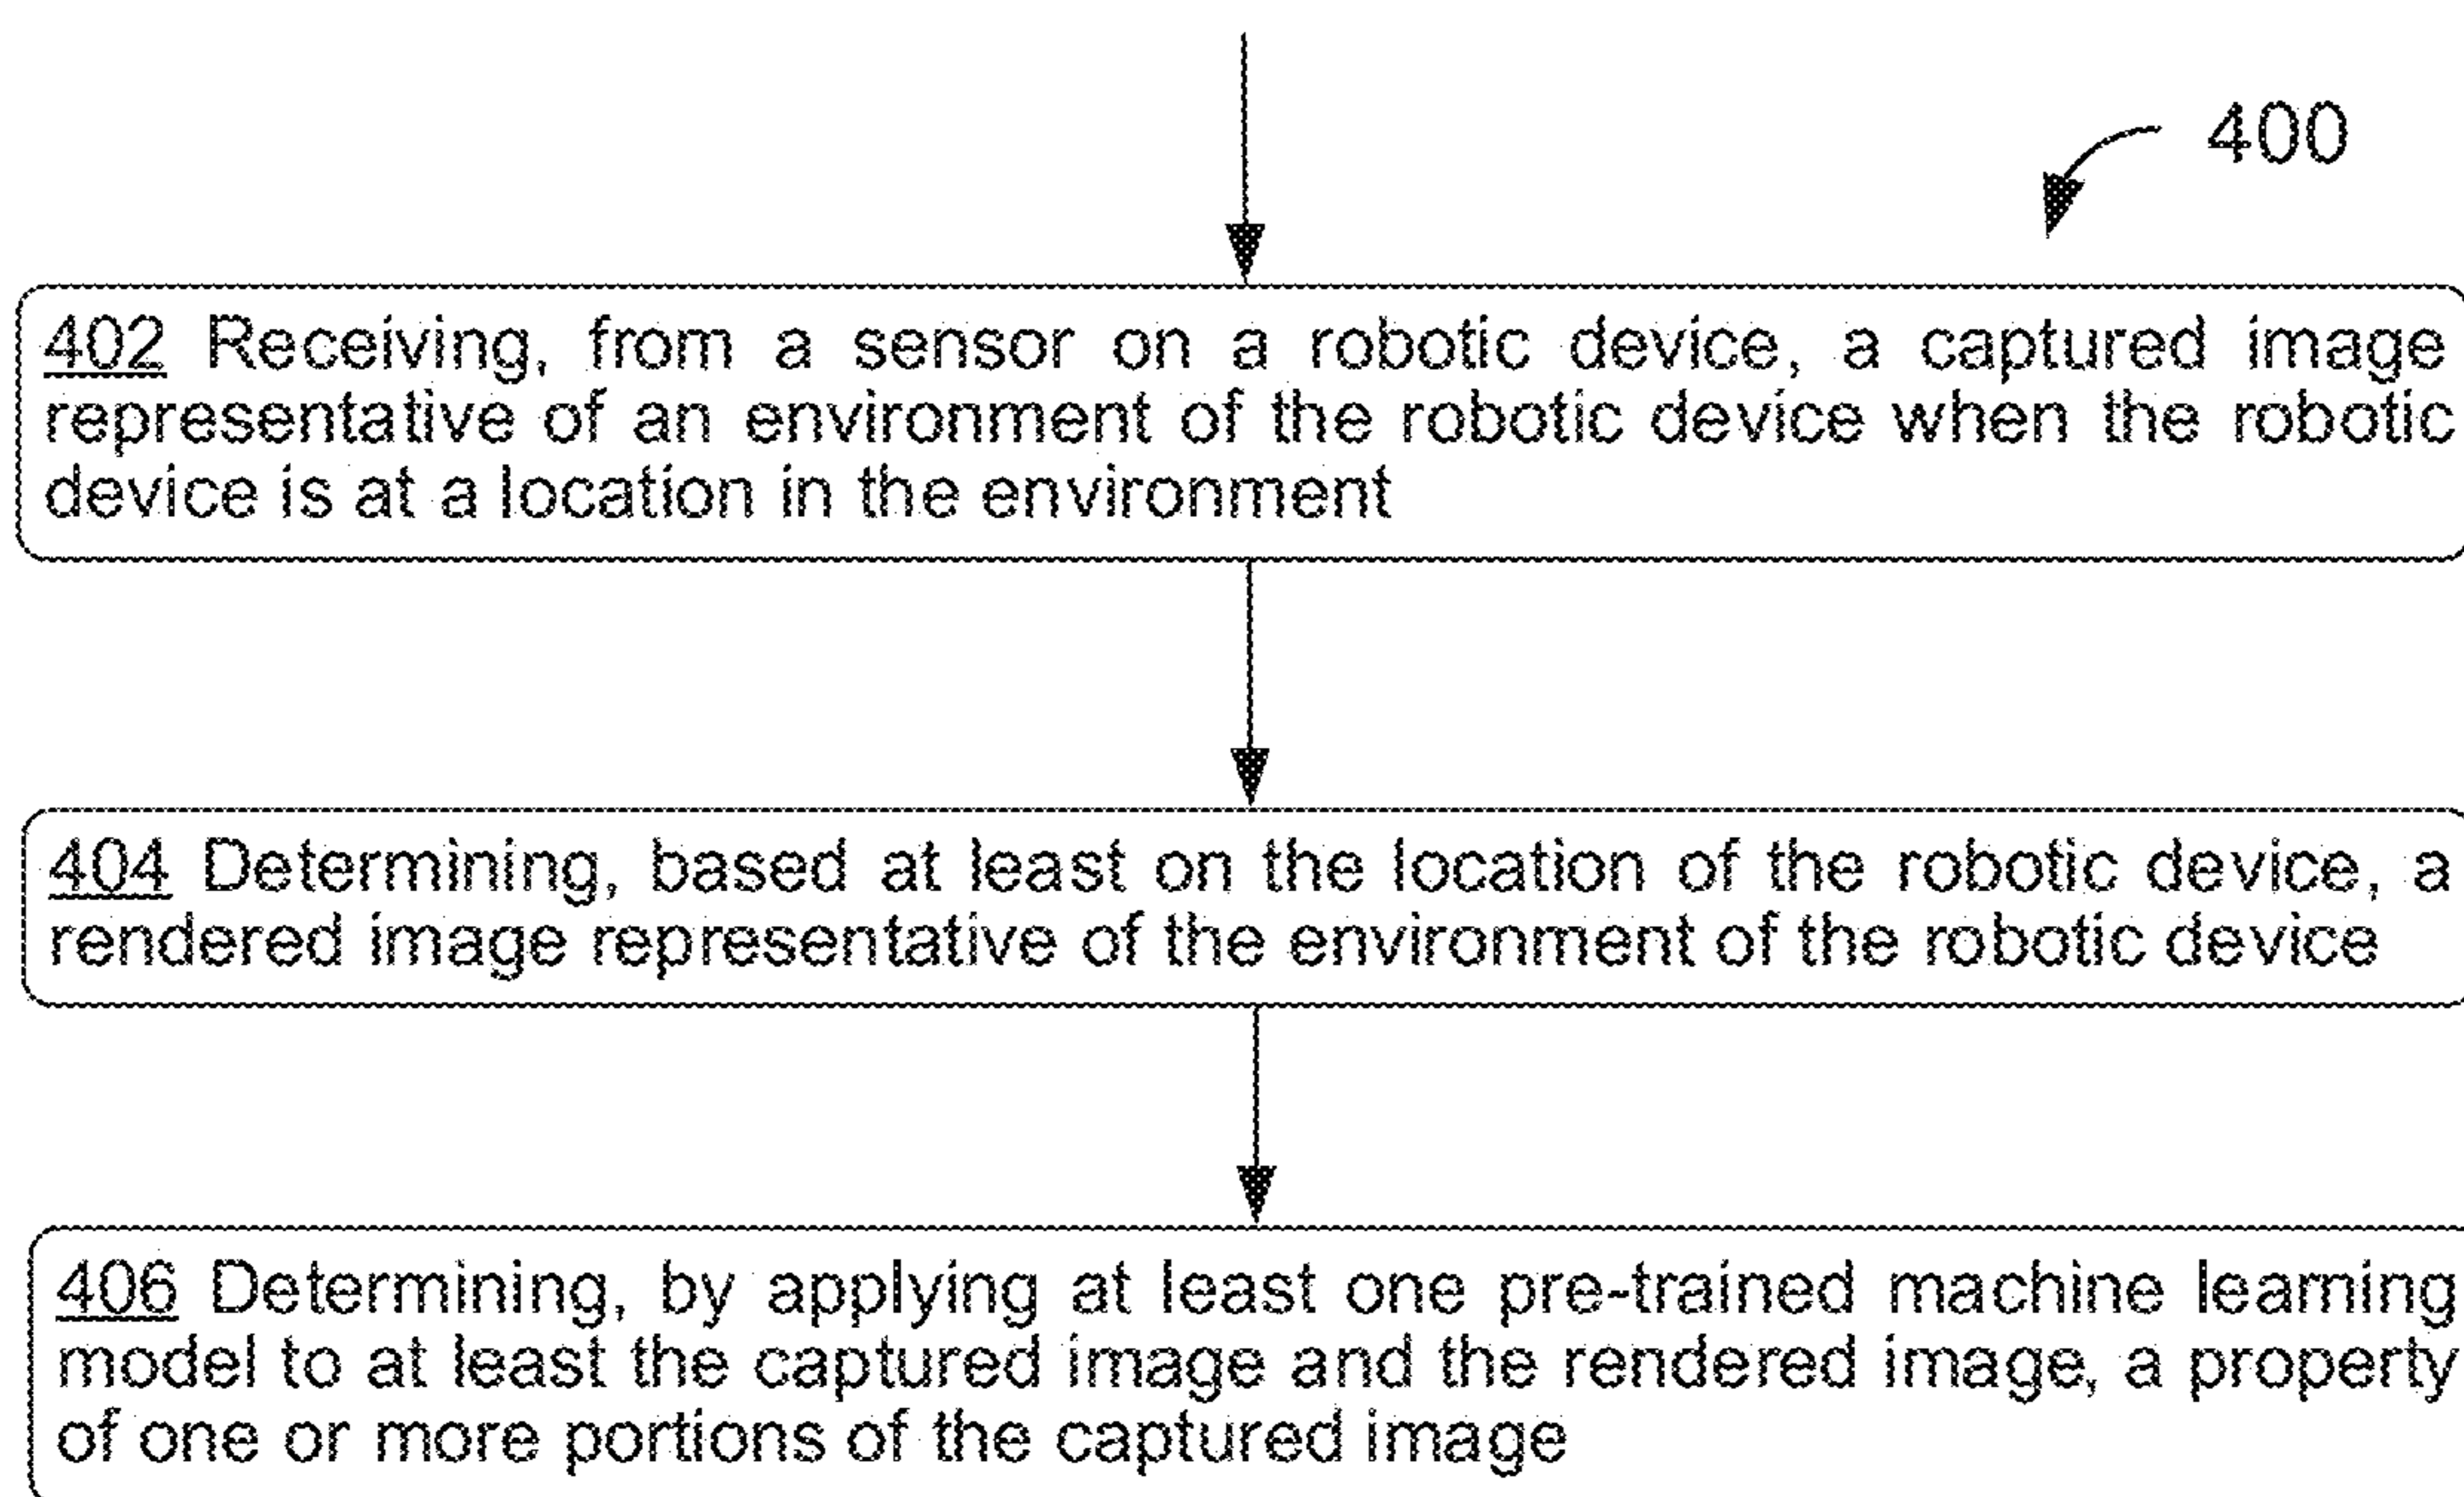 400
402 Receiving, from a sensor on a robotic device, a captured image
representative of an environment of the robotic device when the robotic
device is at a location in the environment
404 Determining, based at least on the location of the robotic device, a
rendered image representative of the environment of the robotic device
406 Determining, by applying at least one pre-trained machine learning
model to at least the captured image and the rendered image, a property
of one or more portions of the captured image